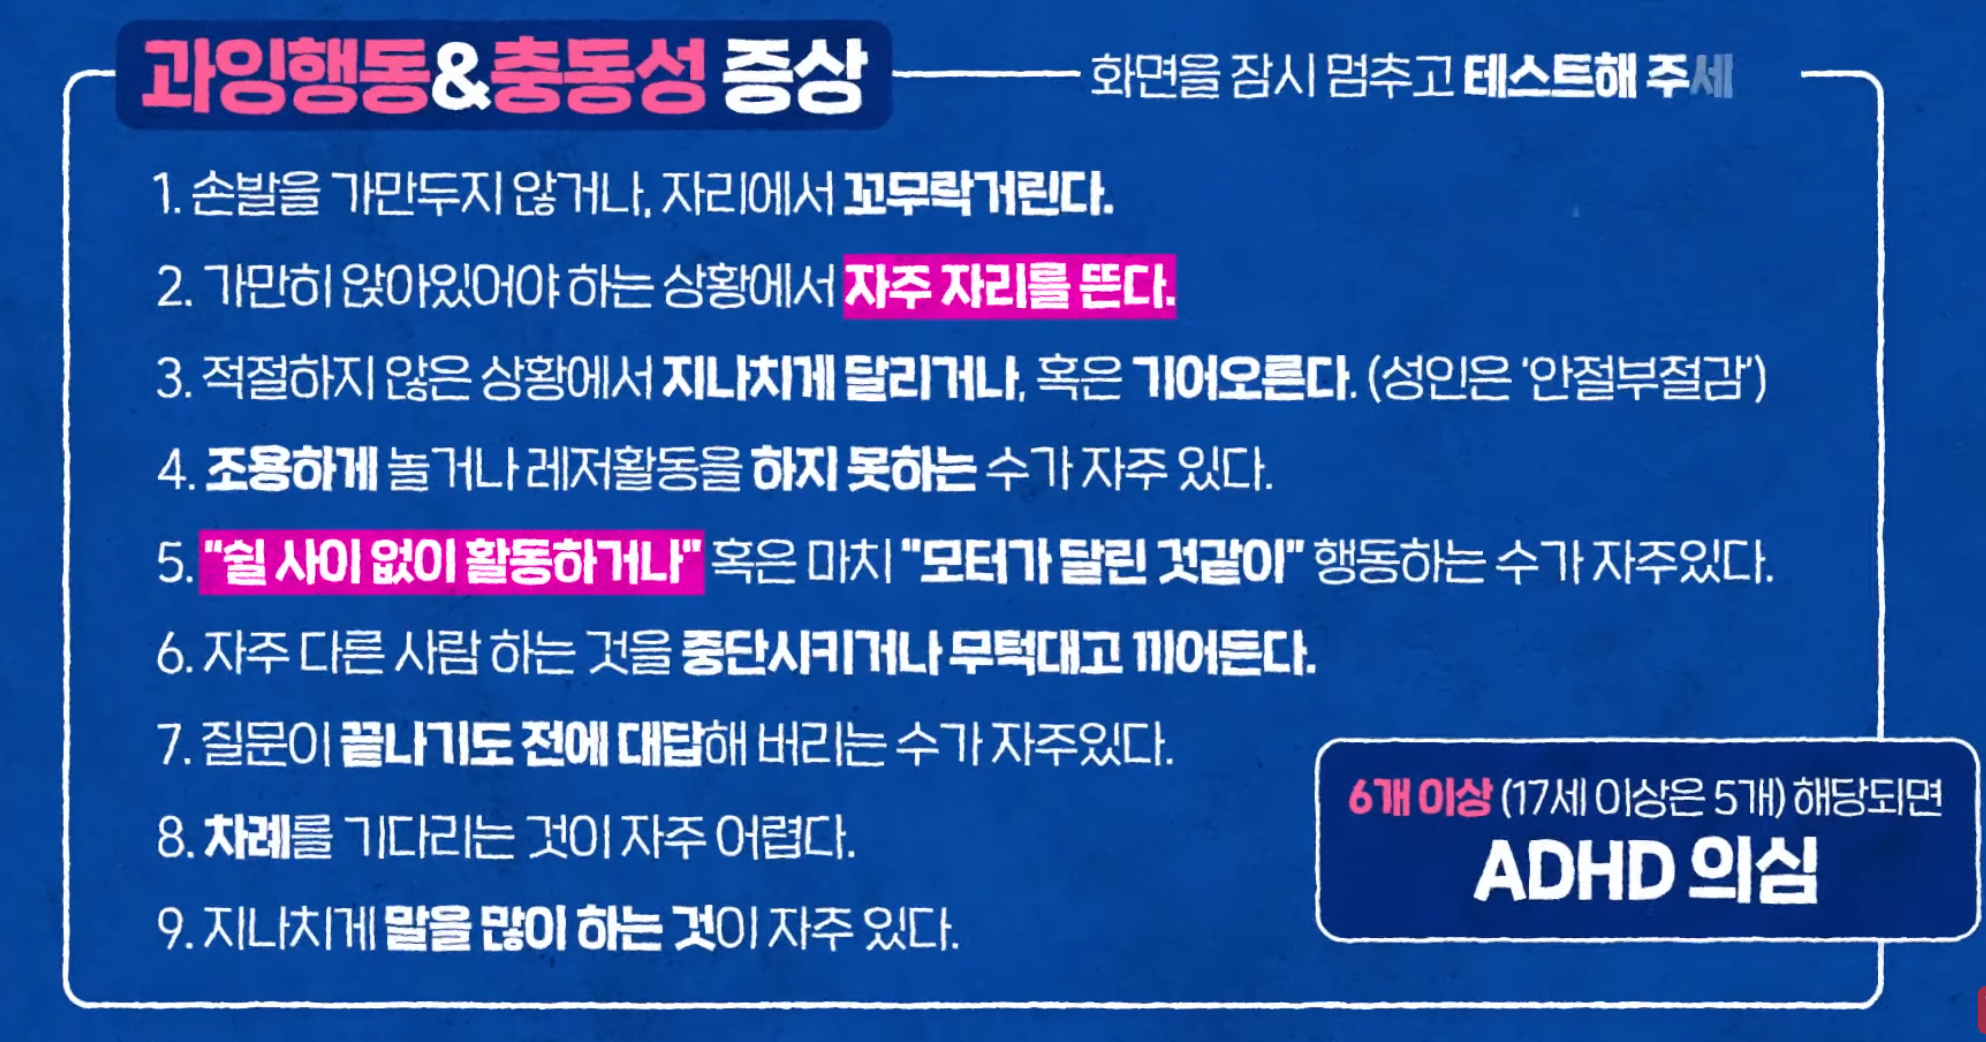 과잉행동&충동성 증상
화면을 잠시 멈추고 테스트해 주세
1. 손발을 가만두지 않거나, 자리에서 꼬무락거린다.
2. 가만히 앉아있어야 하는 상황에서 자주 자리를 뜬다.
3. 적절하지 않은 상황에서 지나치게 달리거나, 혹은 기어오른다. (성인은 '안절부절감')
4. 조용하게 놀거나 레저활동을 하지 못하는 수가 자주 있다.
5. "쉴 사이 없이 활동하거나" 혹은 마치 "모터가 달린 것같이" 행동하는 수가 자주있다.
6. 자주 다른 사람 하는 것을 중단시키거나 무턱대고 끼어든다.
7. 질문이 끝나기도 전에 대답해 버리는 수가 자주있다.
8. 차례를 기다리는 것이 자주 어렵다.
9. 지나치게 말을 많이 하는 것이 자주 있다.
6개 이상 (17세 이상은 5개) 해당되면
ADHD 의심